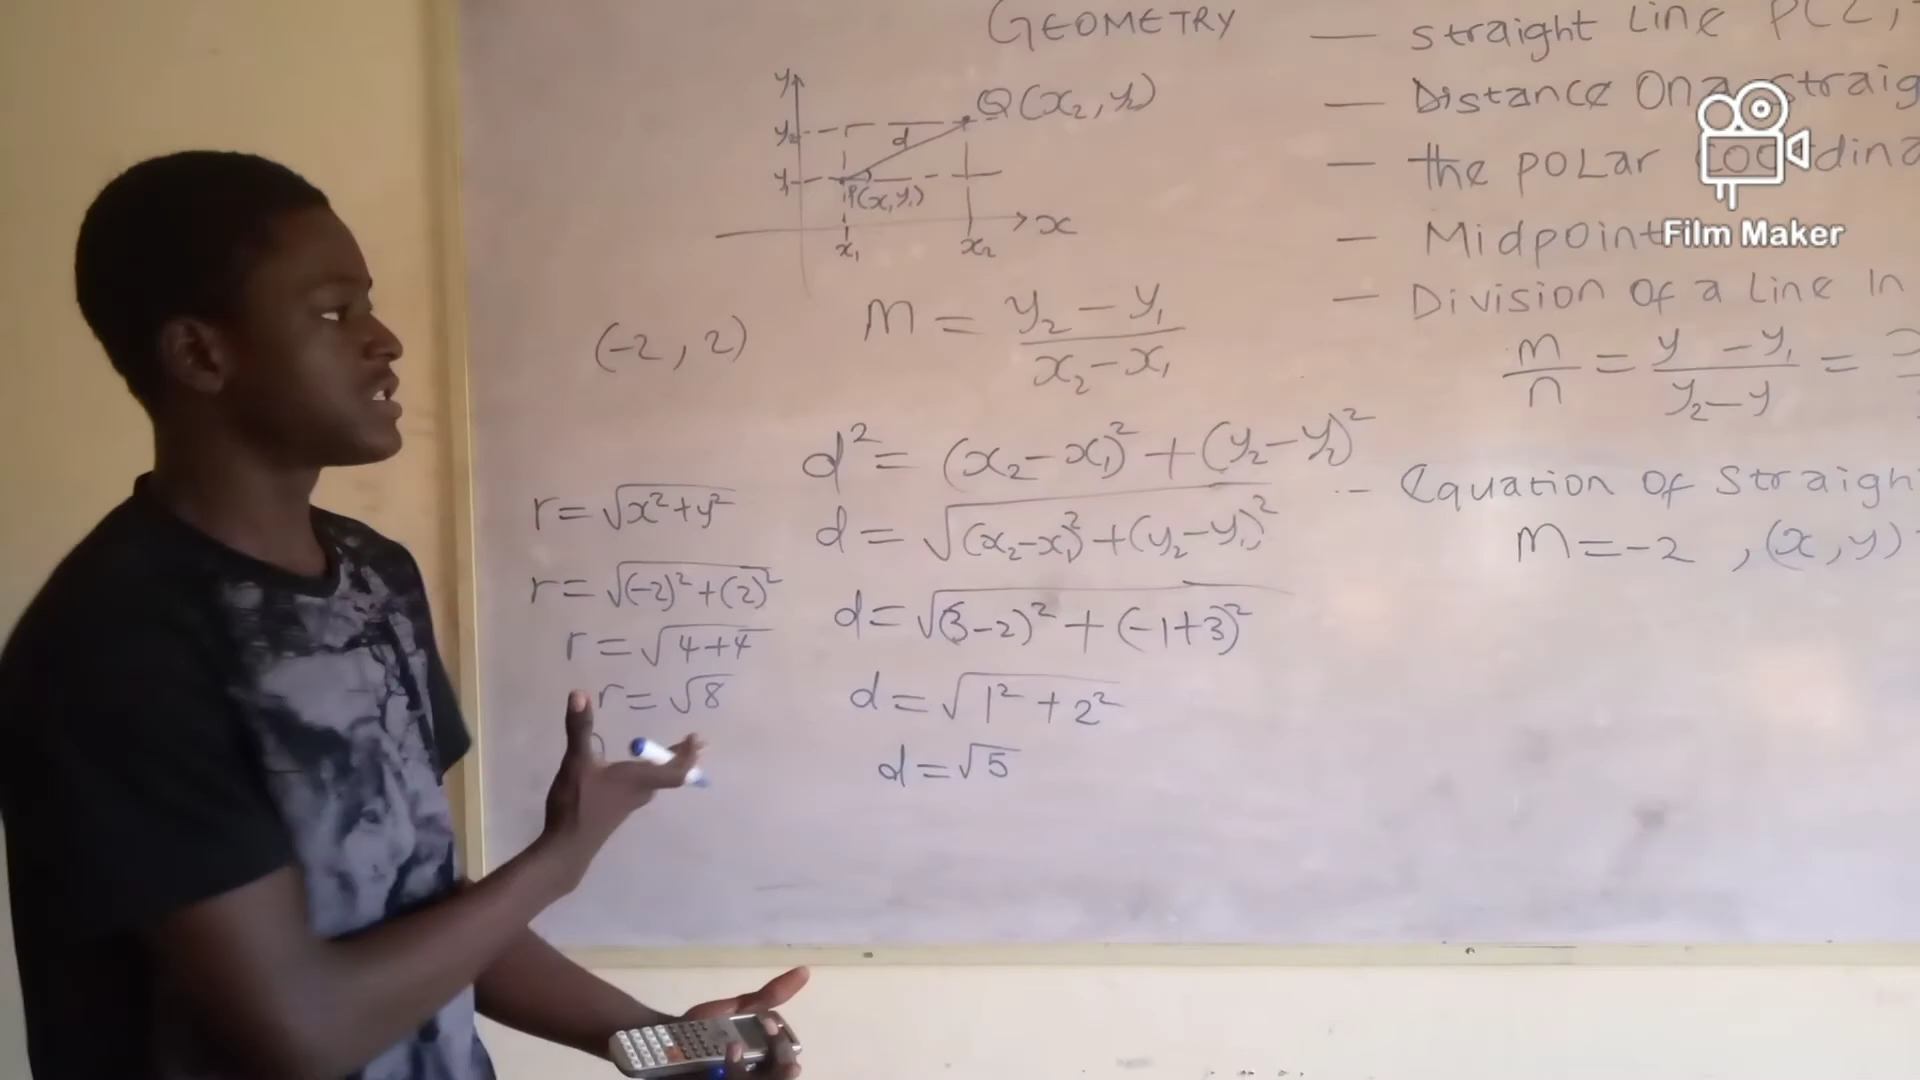 GEOMETRY
y
Q(x₂, y₂)
y₂
d
y₁
P(x₁, y₁)
x
x₁
x₂
(-2, 2)
M = (y₂ - y₁)/(x₂ - x₁)
d² = (x₂ - x₁)² + (y₂ - y₂)²
d = √((x₂-x₁)² + (y₂-y₁)²)
d = √((3-2)² + (-1+3)²)
d = √(1² + 2²)
d = √5
r = √(x²+y²)
r = √((-2)²+(2)²)
r = √(4+4)
r = √8
— straight Line P(2,
— Distance On a straig
— the POLar
— Midpoint
— Division Of a Line In
m/n = (y - y₁)/(y₂ - y) =
- Equation Of Straigh
M = -2 , (x, y)
Film Maker